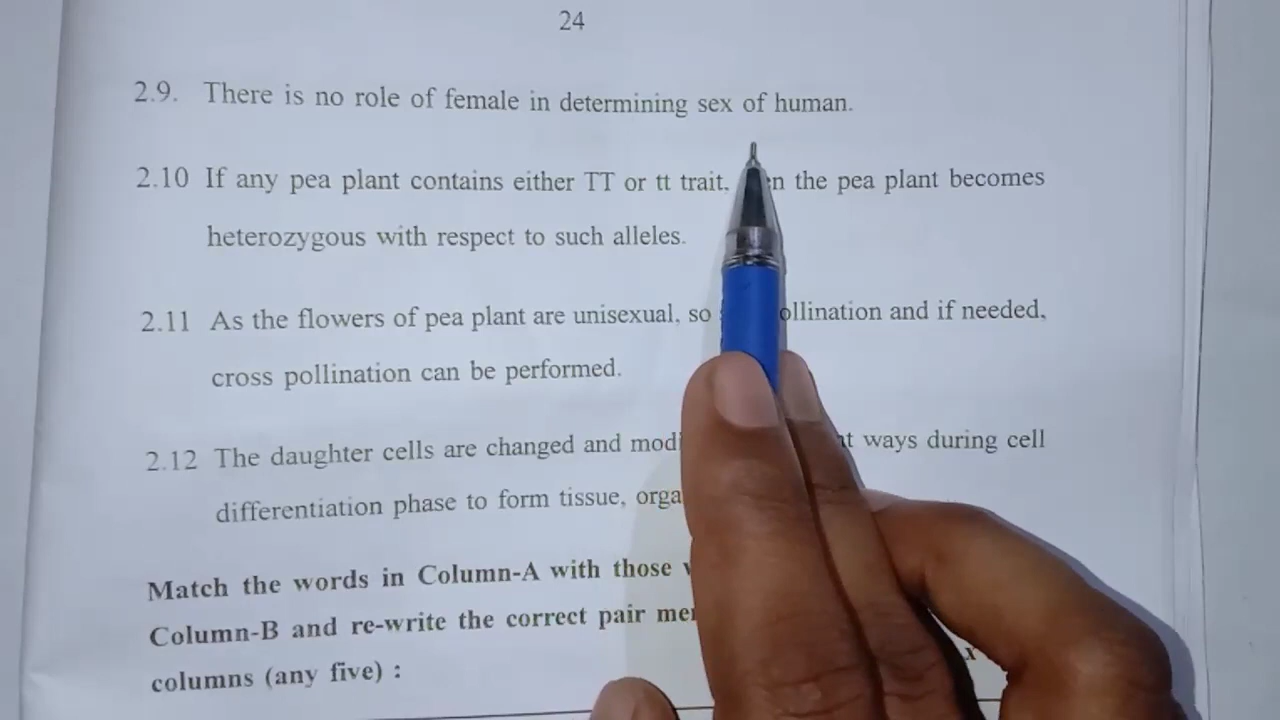 24
2.9. There is no role of female in determining sex of human.
2.10 If any pea plant contains either TT or tt trait, the pea plant becomes
heterozygous with respect to such alleles.
2.11 As the flowers of pea plant are unisexual, so and if needed,
cross pollination can be performed.
2.12 The daughter cells are changed and ways during cell
differentiation phase to form tissue,
Match the words in Column-A with those
Column-B and re-write the correct pair
columns (any five) :